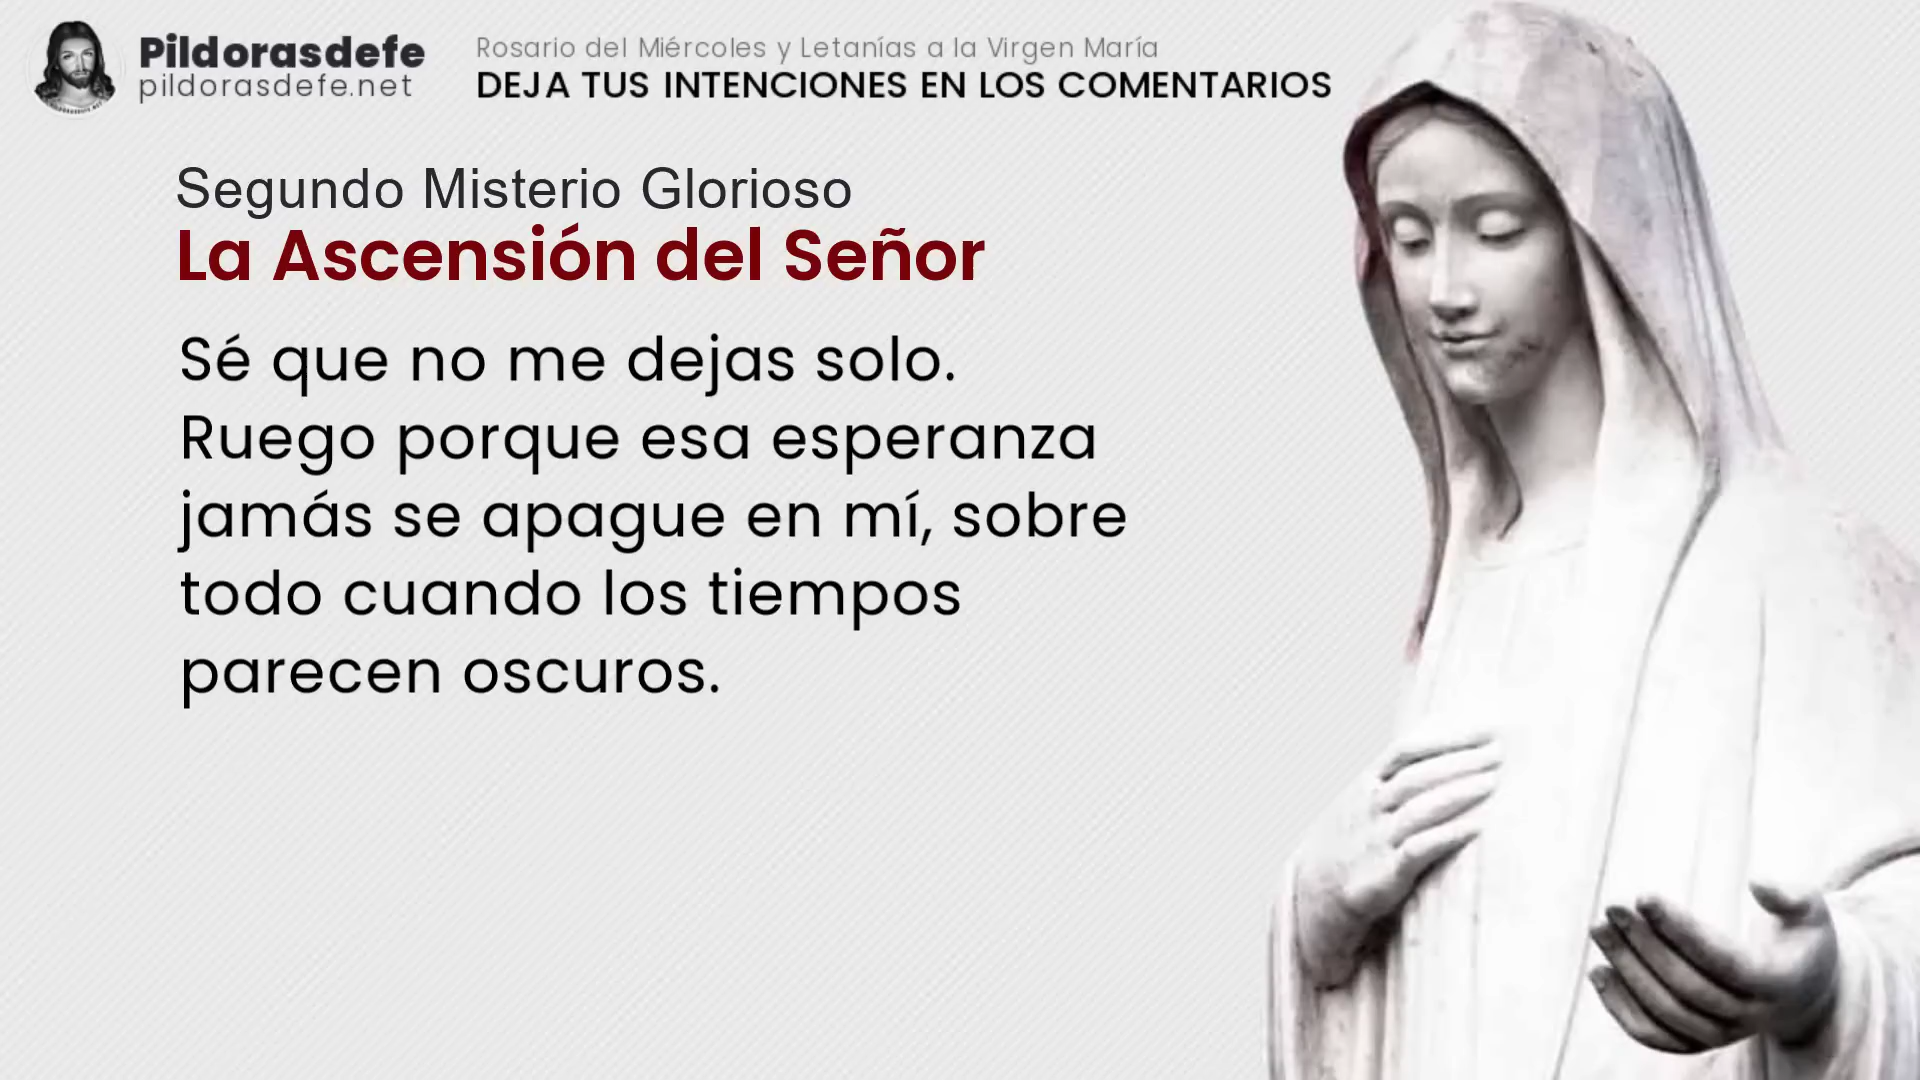 Pildorasdefe
pildorasdefe.net
Rosario del Miércoles y Letanías a la Virgen María
DEJA TUS INTENCIONES EN LOS COMENTARIOS
Segundo Misterio Glorioso
La Ascensión del Señor
Sé que no me dejas solo.
Ruego porque esa esperanza
jamás se apague en mí, sobre
todo cuando los tiempos
parecen oscuros.